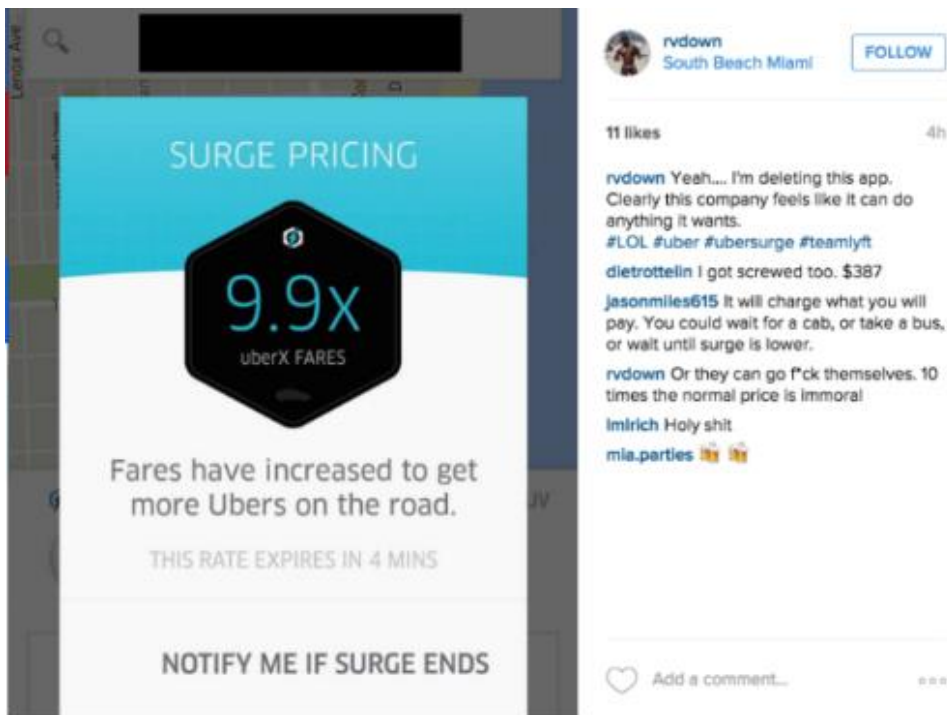 Lenox Ave
SURGE PRICING
9.9x
uberX FARES
Fares have increased to get
more Ubers on the road.
THIS RATE EXPIRES IN 4 MINS
NOTIFY ME IF SURGE ENDS
rvdown
South Beach Miami
FOLLOW
11 likes
4h
rvdown Yeah.... I'm deleting this app.
Clearly this company feels like it can do
anything it wants.
#LOL #uber #ubersurge #teamlyft
dietrottelin I got screwed too. $387
jasonmiles615 It will charge what you will
pay. You could wait for a cab, or take a bus,
or wait until surge is lower.
rvdown Or they can go f*ck themselves. 10
times the normal price is immoral
lmlrich Holy shit
mia.parties 🍻 🍻
Add a comment...